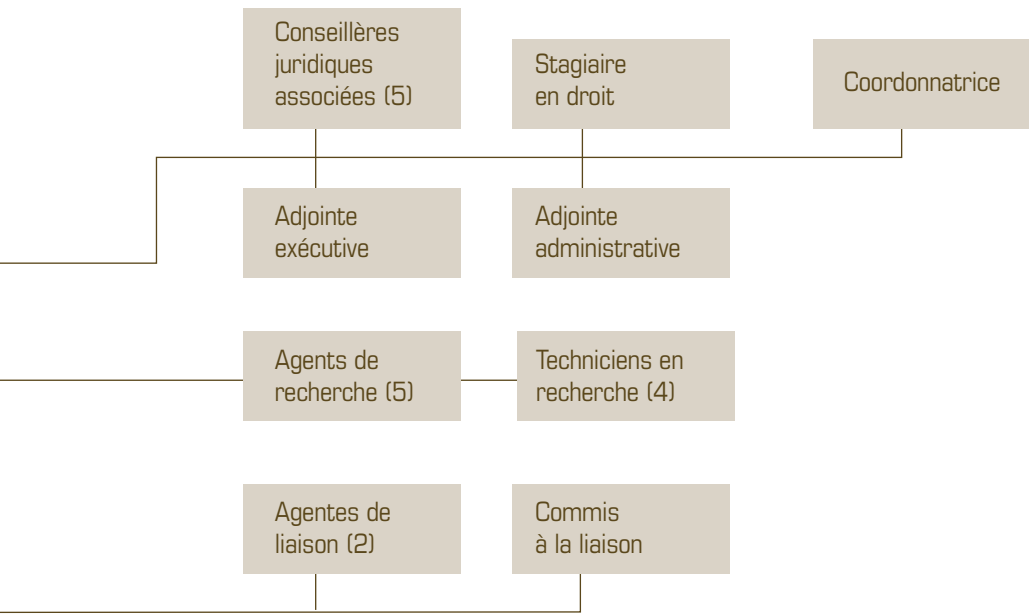 Conseillères
juridiques
associées (5)
Stagiaire
en droit
Coordonnatrice
Adjointe
exécutive
Adjointe
administrative
Agents de
recherche (5)
Techniciens en
recherche (4)
Agentes de
liaison (2)
Commis
à la liaison